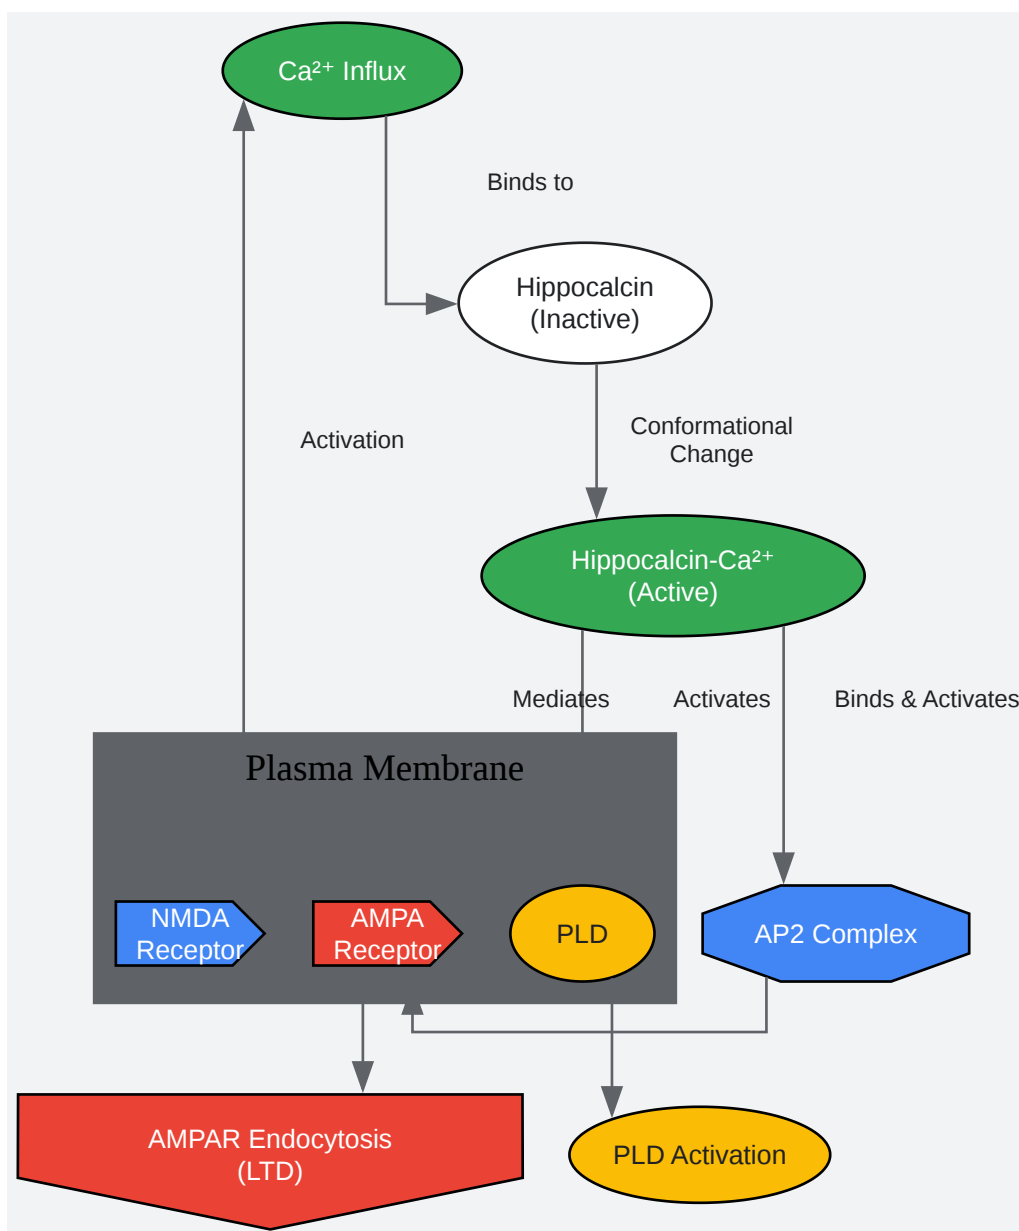 Ca²⁺ Influx
Binds to
Hippocalcin
(Inactive)
Activation
Conformational
Change
Hippocalcin-Ca²⁺
(Active)
Mediates
Activates
Binds & Activates
Plasma Membrane
NMDA
Receptor
AMPA
Receptor
PLD
AP2 Complex
AMPAR Endocytosis
(LTD)
PLD Activation